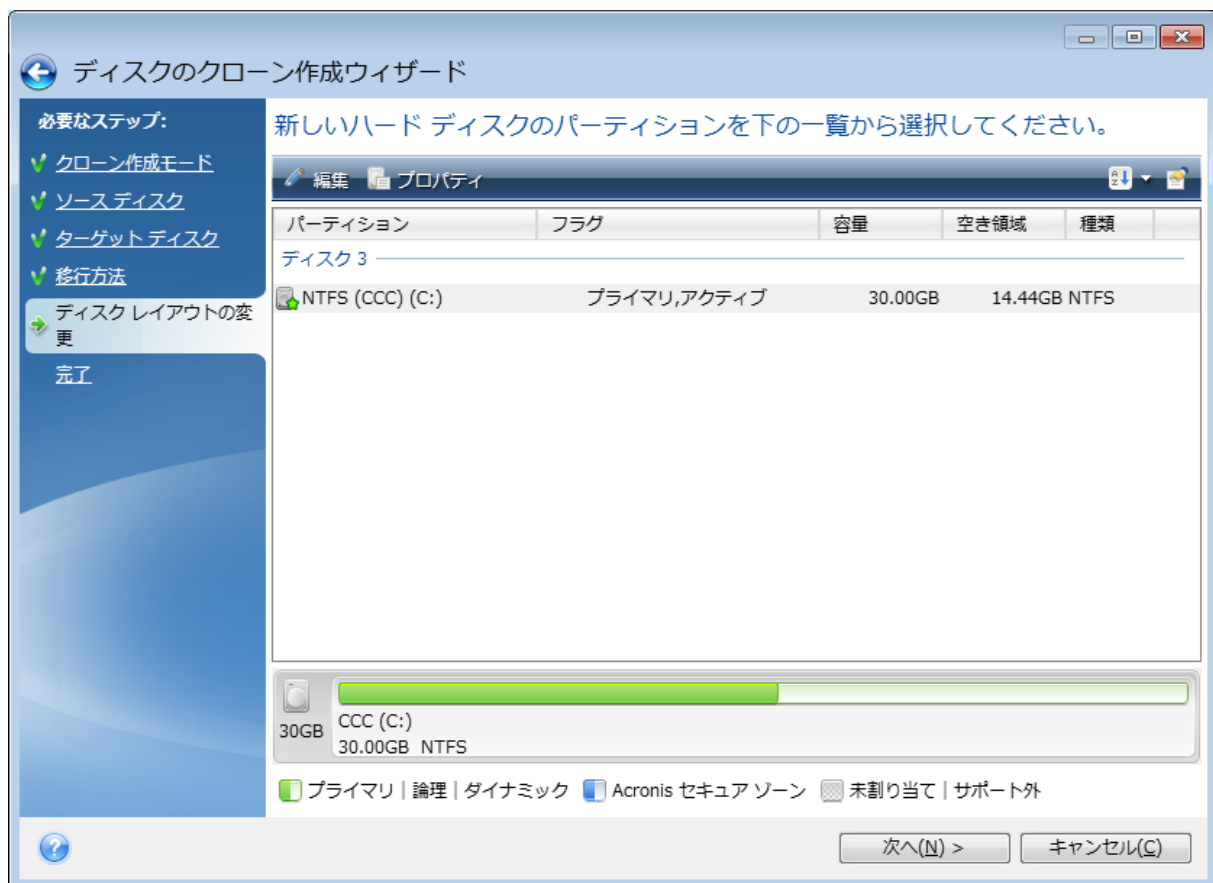 ディスクのクローン作成ウィザード
必要なステップ:
クローン作成モード
ソース ディスク
ターゲット ディスク
移行方法
ディスク レイアウトの変
更
完了
新しいハード ディスクのパーティションを下の一覧から選択してください。
編集 プロパティ
パーティション フラグ 容量 空き領域 種類
ディスク 3
NTFS (CCC) (C:) プライマリ,アクティブ 30.00GB 14.44GB NTFS
30GB
CCC (C:)
30.00GB NTFS
プライマリ | 論理 | ダイナミック Acronis セキュア ゾーン 未割り当て | サポート外
次へ(N) > キャンセル(C)